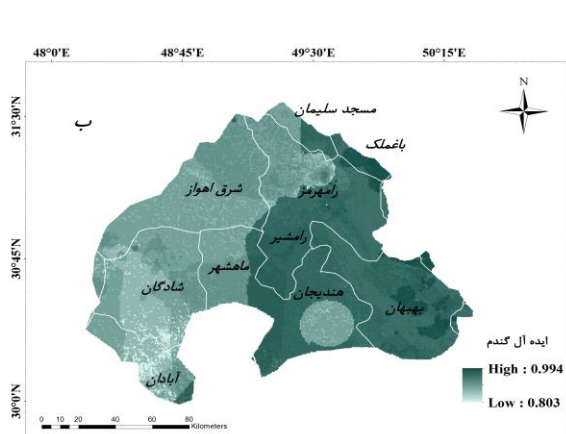 48°0'E 48°45'E 49°30'E 50°15'E
31°30'N
30°45'N
30°0'N
ب
N
مسجد سلیمان
باغملک
شرق اهواز
رامهرمز
رامشیر
ماهشهر
شادگان
هندیجان
بهبهان
آبادان
ایده آل گندم
High : 0.994
Low : 0.803
0 10 20 40 60 80
Kilometers